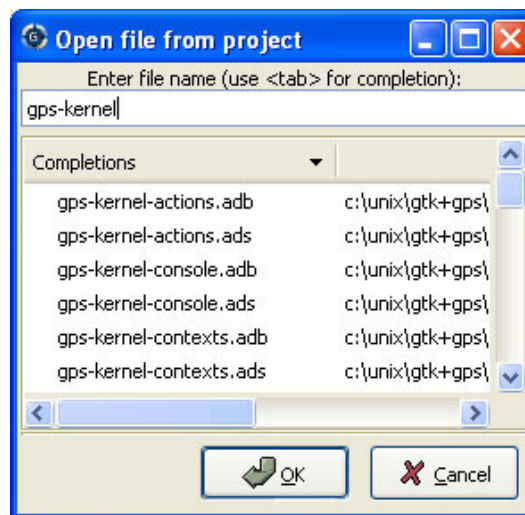 Open file from project
Enter file name (use <tab> for completion):
gps-kernel
Completions
gps-kernel-actions.adb c:\unix\gtk+gps\
gps-kernel-actions.ads c:\unix\gtk+gps\
gps-kernel-console.adb c:\unix\gtk+gps\
gps-kernel-console.ads c:\unix\gtk+gps\
gps-kernel-contexts.adb c:\unix\gtk+gps\
gps-kernel-contexts.ads c:\unix\gtk+gps\
OK Cancel